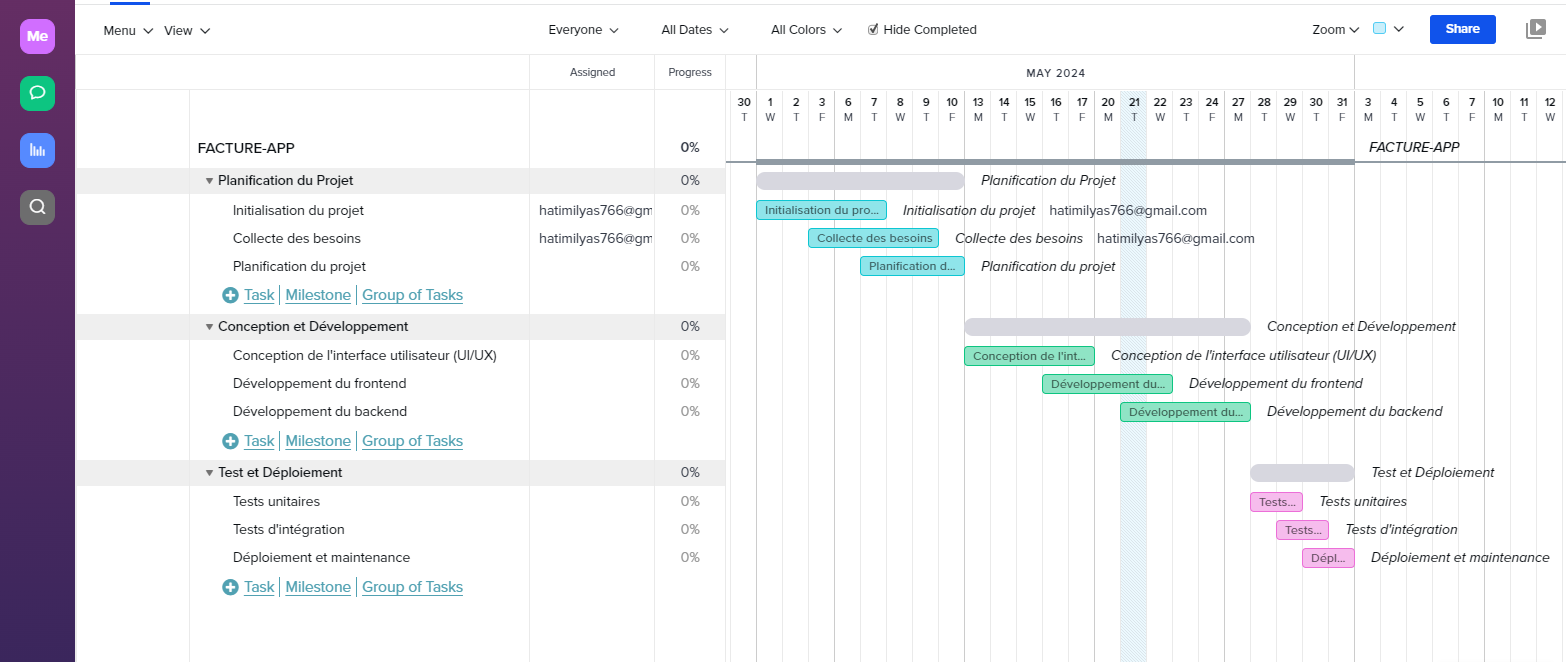 Me
Menu View Everyone All Dates All Colors Hide Completed Zoom Share
Assigned Progress MAY 2024
30 1 2 3 6 7 8 9 10 13 14 15 16 17 20 21 22 23 24 27 28 29 30 31 3 4 5 6 7 10 11 12
T W T F M T W T F M T W T F M T W T F M T W T F M T W T F M T W
FACTURE-APP 0% FACTURE-APP
Planification du Projet 0% Planification du Projet
Initialisation du projet hatimilyas766@gm 0% Initialisation du pro... Initialisation du projet hatimilyas766@gmail.com
Collecte des besoins hatimilyas766@gm 0% Collecte des besoins Collecte des besoins hatimilyas766@gmail.com
Planification du projet 0% Planification d... Planification du projet
Task | Milestone | Group of Tasks
Conception et Développement 0% Conception et Développement
Conception de l'interface utilisateur (UI/UX) 0% Conception de l'int... Conception de l'interface utilisateur (UI/UX)
Développement du frontend 0% Développement du... Développement du frontend
Développement du backend 0% Développement du... Développement du backend
Task | Milestone | Group of Tasks
Test et Déploiement 0% Test et Déploiement
Tests unitaires 0% Tests... Tests unitaires
Tests d'intégration 0% Tests... Tests d'intégration
Déploiement et maintenance 0% Dépl... Déploiement et maintenance
Task | Milestone | Group of Tasks